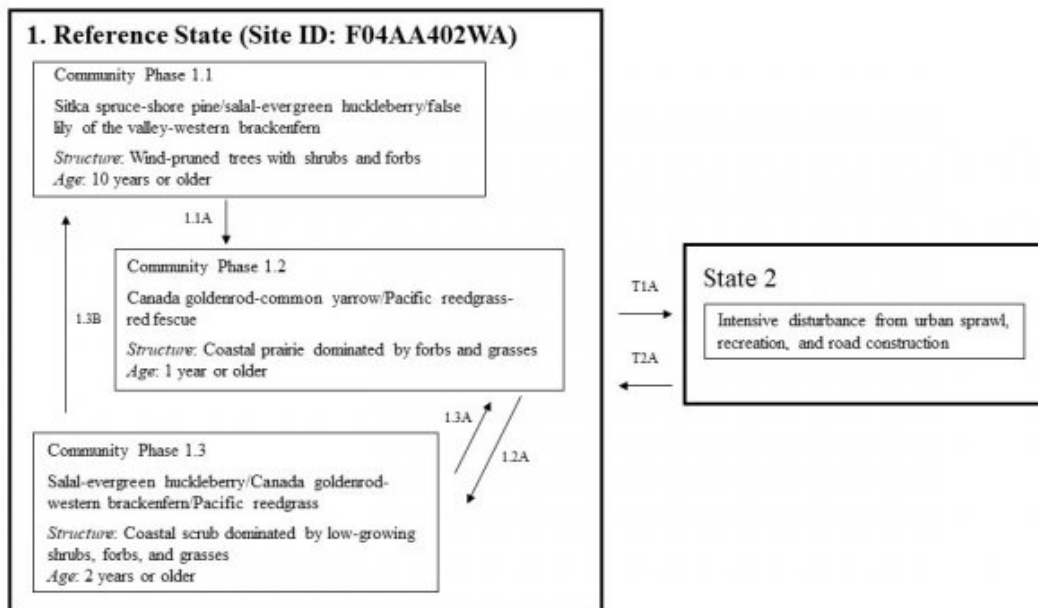 1. Reference State (Site ID: F04AA402WA)
Community Phase 1.1
Sitka spruce-shore pine/salal-evergreen huckleberry/false
lily of the valley-western brackenfern
Structure: Wind-pruned trees with shrubs and forbs
Age: 10 years or older
1.1A
Community Phase 1.2
Canada goldenrod-common yarrow/Pacific reedgrass-
red fescue
Structure: Coastal prairie dominated by forbs and grasses
Age: 1 year or older
1.3B
1.3A
1.2A
Community Phase 1.3
Salal-evergreen huckleberry/Canada goldenrod-
western brackenfern/Pacific reedgrass
Structure: Coastal scrub dominated by low-growing
shrubs, forbs, and grasses
Age: 2 years or older
T1A
T2A
State 2
Intensive disturbance from urban sprawl,
recreation, and road construction